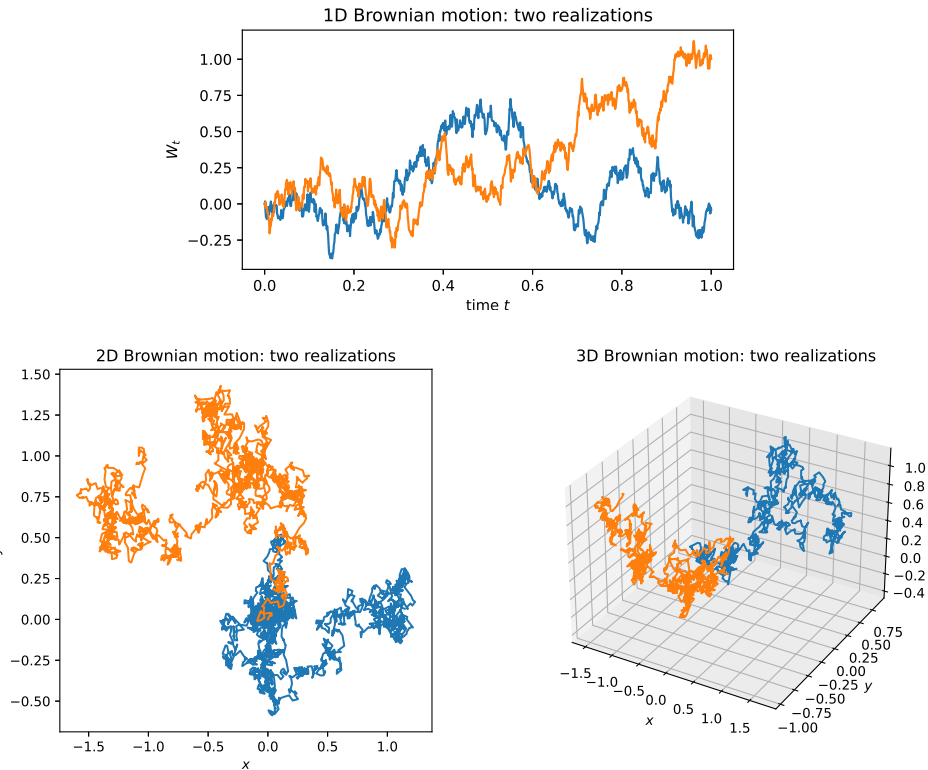 1D Brownian motion: two realizations
1.00
0.75
0.50
0.25
0.00
−0.25
W_t
0.0 0.2 0.4 0.6 0.8 1.0
time t
2D Brownian motion: two realizations
1.50
1.25
1.00
0.75
0.50
0.25
0.00
−0.25
−0.50
−1.5 −1.0 −0.5 0.0 0.5 1.0
x
3D Brownian motion: two realizations
1.0
0.8
0.6
0.4
0.2
0.0
−0.2
−0.4
0.75
0.50
0.25
0.00
−0.25 y
−0.50
−0.75
−1.00
−1.5 −1.0 −0.5 0.0 0.5 1.0 1.5
x